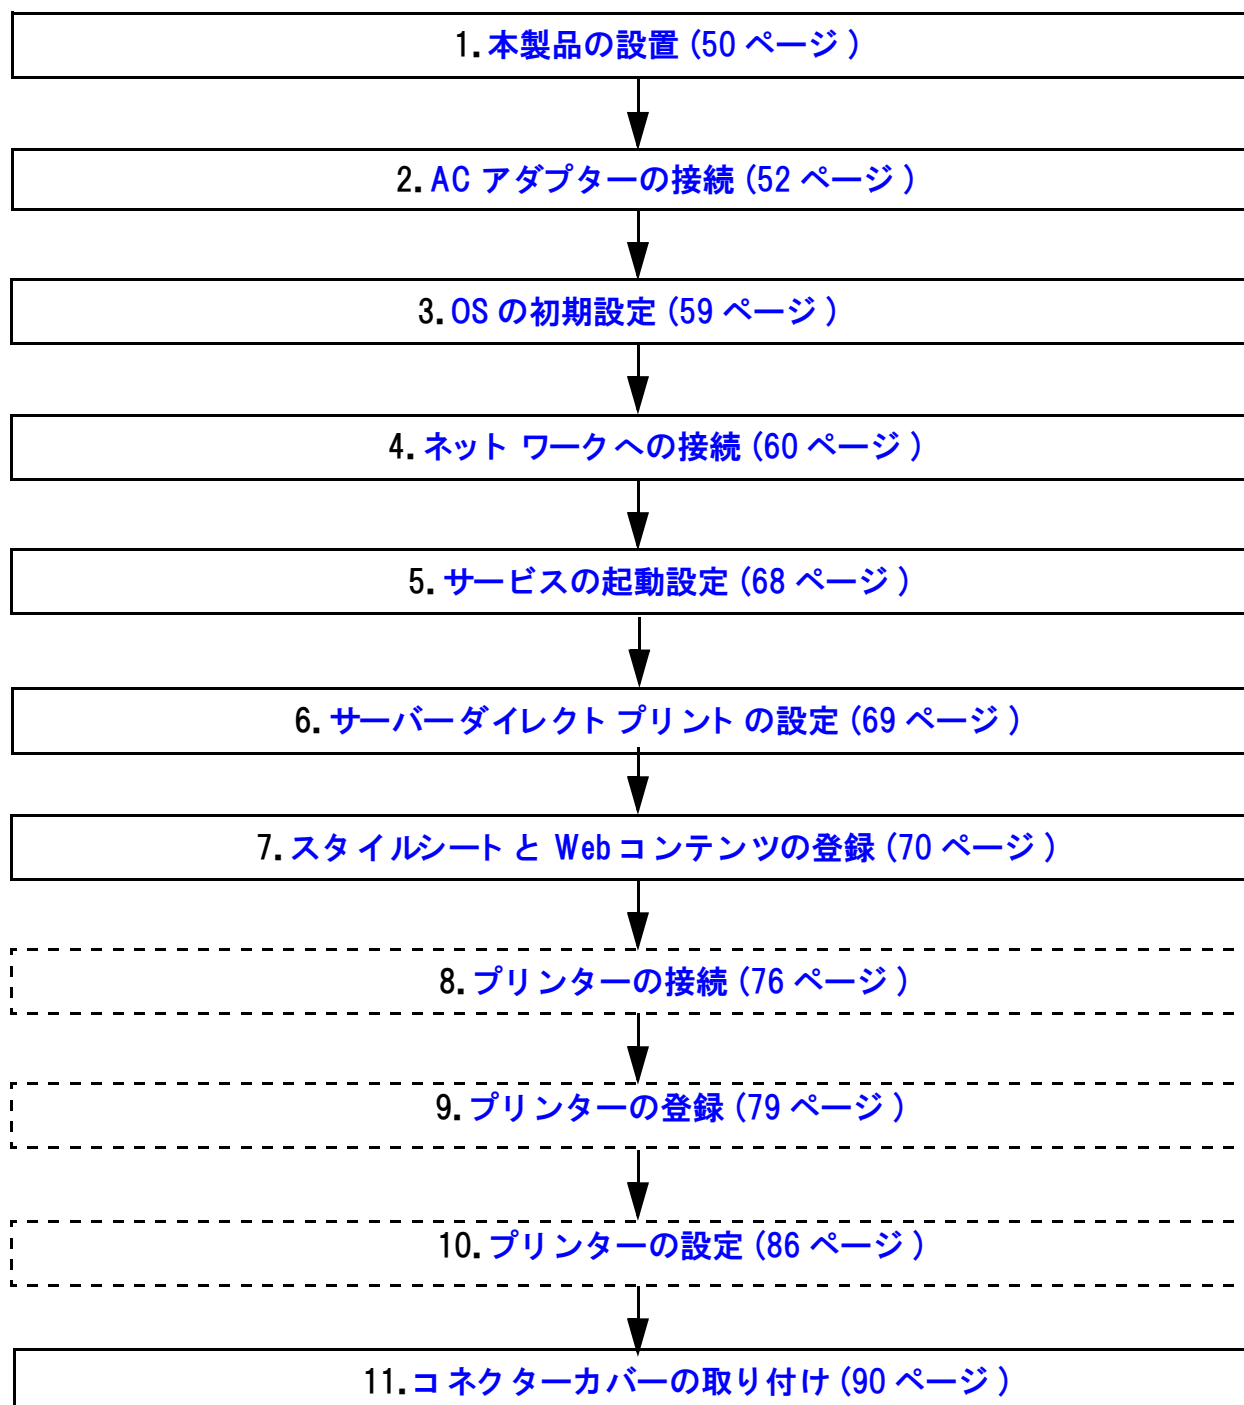 1.本製品の設置 (50 ページ )
2.AC アダプターの接続 (52 ページ )
3.OS の初期設定 (59 ページ )
4.ネット ワークへの接続 (60 ページ )
5.サービスの起動設定 (68 ページ )
6.サーバーダイレクト プリント の設定 (69 ページ )
7.スタイルシート と Web コンテンツの登録 (70 ページ )
8.プリンターの接続 (76 ページ )
9.プリンターの登録 (79 ページ )
10.プリンターの設定 (86 ページ )
11.コネクターカバーの取り付け (90 ページ )